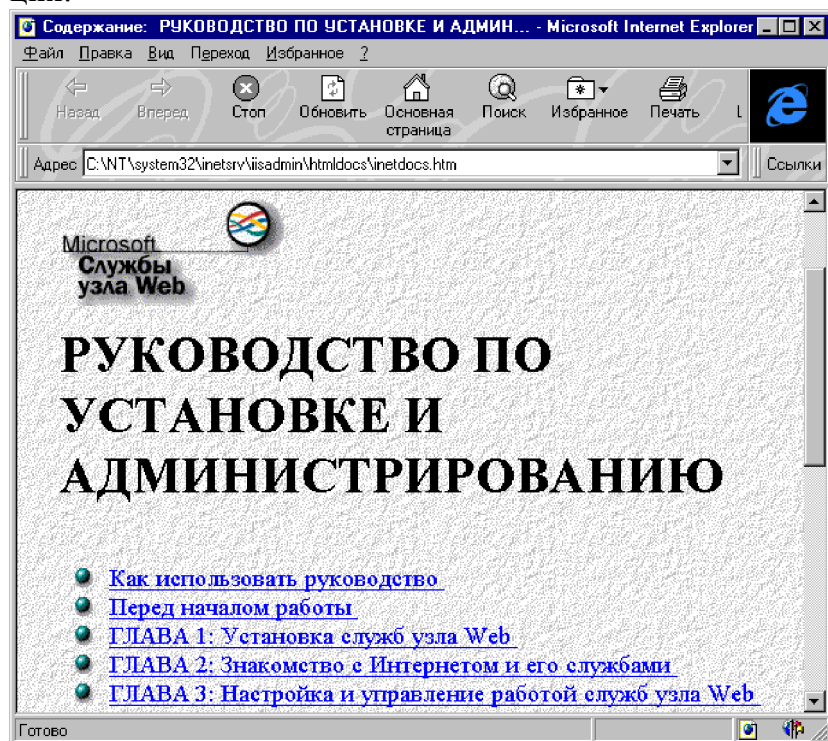 Содержание: РУКОВОДСТВО ПО УСТАНОВКЕ И АДМИН... - Microsoft Internet Explorer
Файл Правка Вид Переход Избранное ?
Назад Вперед Стоп Обновить Основная страница Поиск Избранное Печать
Адрес C:\NT\system32\inetsrv\iisadmin\htmldocs\inetdocs.htm Ссылки
Microsoft
Службы
узла Web
РУКОВОДСТВО ПО
УСТАНОВКЕ И
АДМИНИСТРИРОВАНИЮ
Как использовать руководство
Перед началом работы
ГЛАВА 1: Установка служб узла Web
ГЛАВА 2: Знакомство с Интернетом и его службами
ГЛАВА 3: Настройка и управление работой служб узла Web
Готово